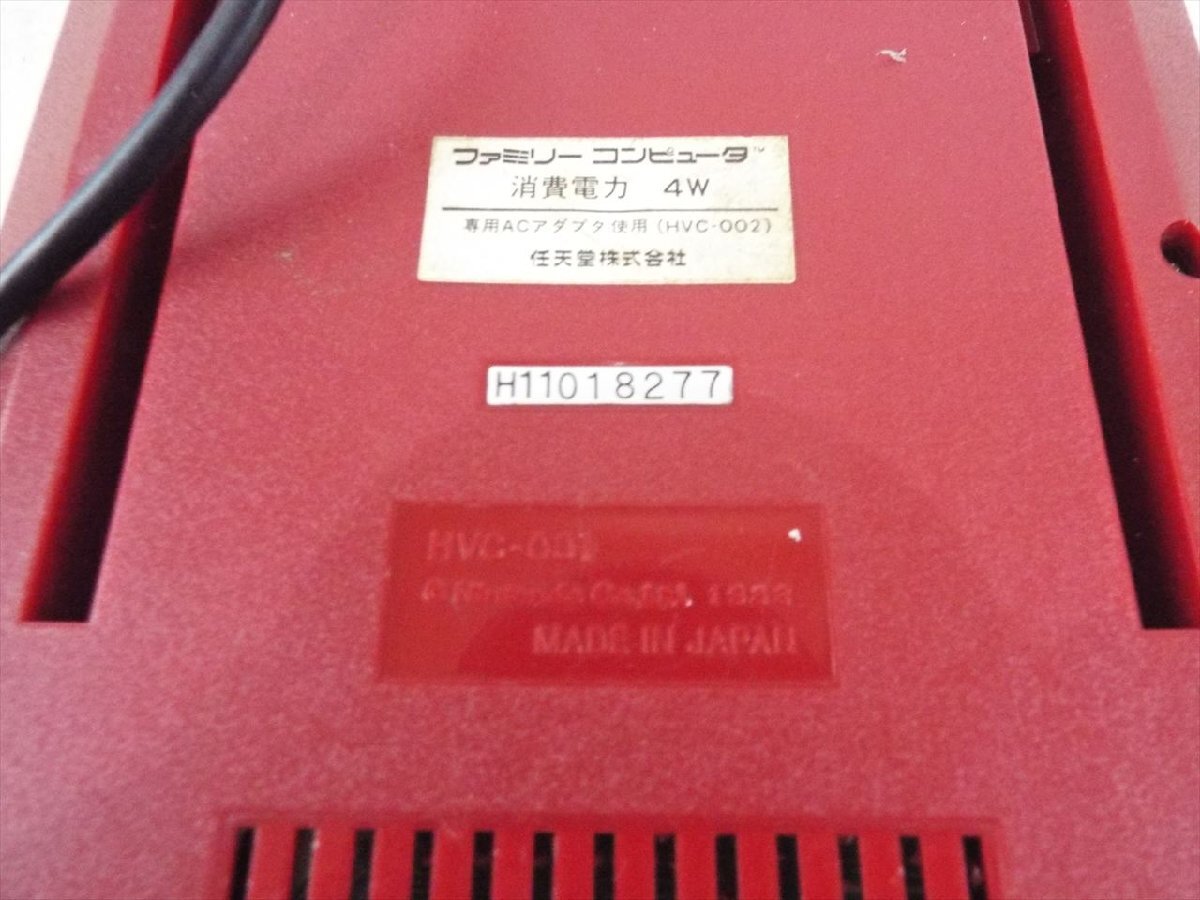 ファミリー コンピュータ™
消費電力 4W
専用ACアダプタ使用(HVC-002)
任天堂株式会社
H11018277
HVC-001
1983
MADE IN JAPAN